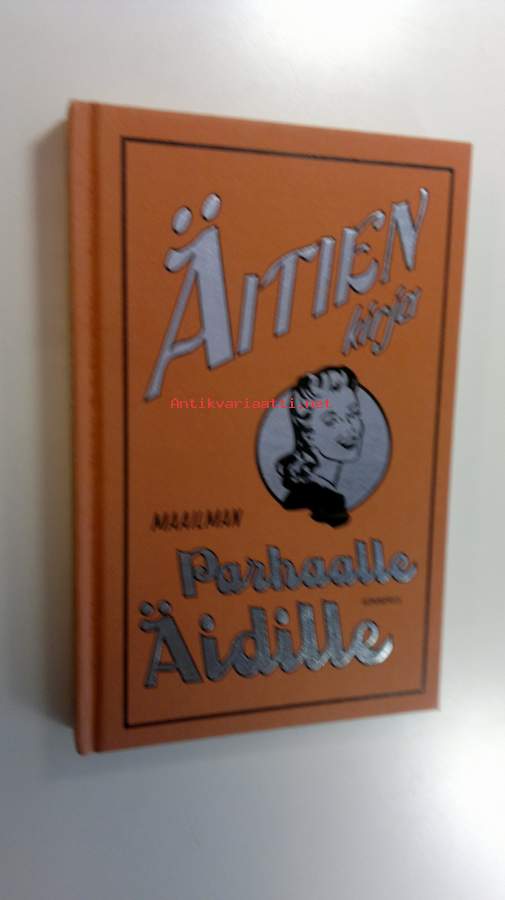 ÄITIEN
kirja
Antikvariaatti.net
MAAILMAN
Parhaalle
Äidille